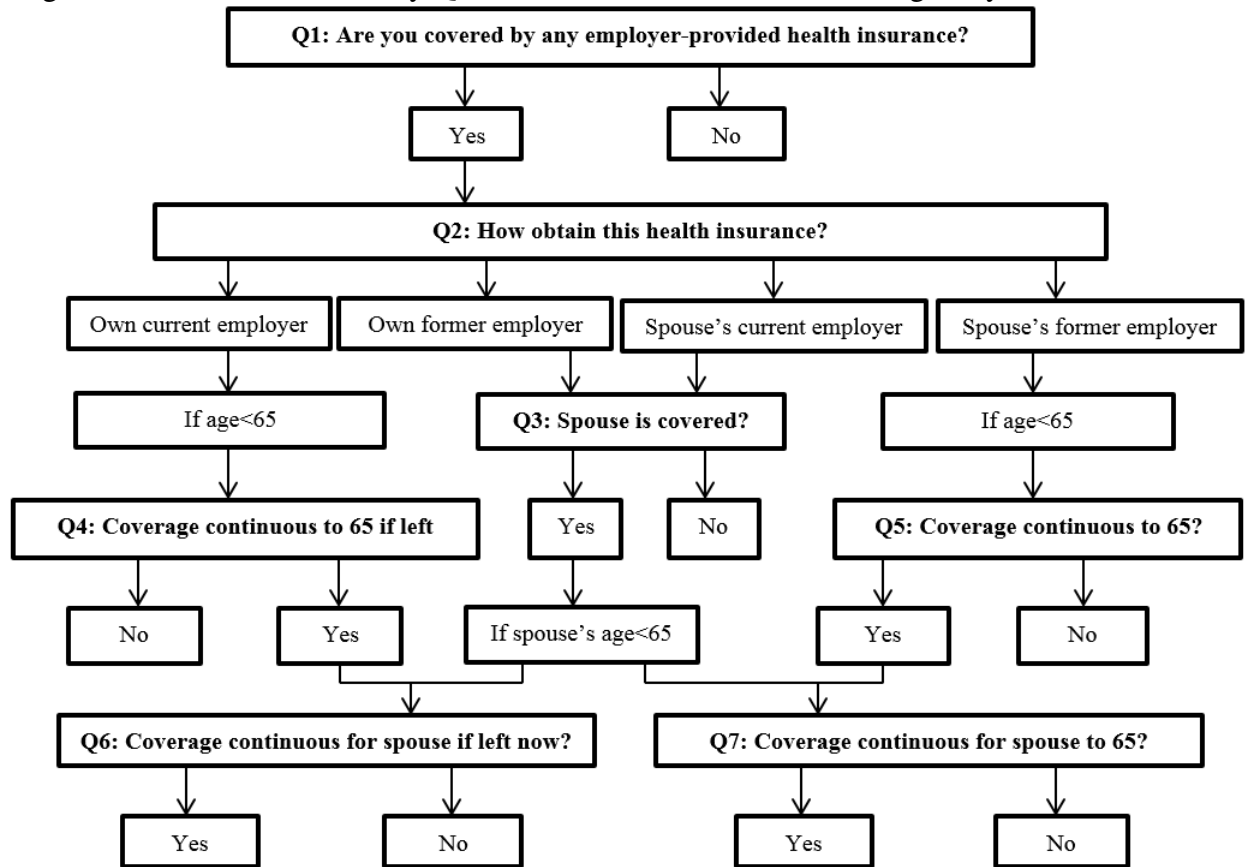 Q1: Are you covered by any employer-provided health insurance?
Yes
No
Q2: How obtain this health insurance?
Own current employer
Own former employer
Spouse’s current employer
Spouse’s former employer
If age<65
Q3: Spouse is covered?
If age<65
Q4: Coverage continuous to 65 if left
Yes
No
Q5: Coverage continuous to 65?
No
Yes
If spouse’s age<65
Yes
No
Q6: Coverage continuous for spouse if left now?
Q7: Coverage continuous for spouse to 65?
Yes
No
Yes
No